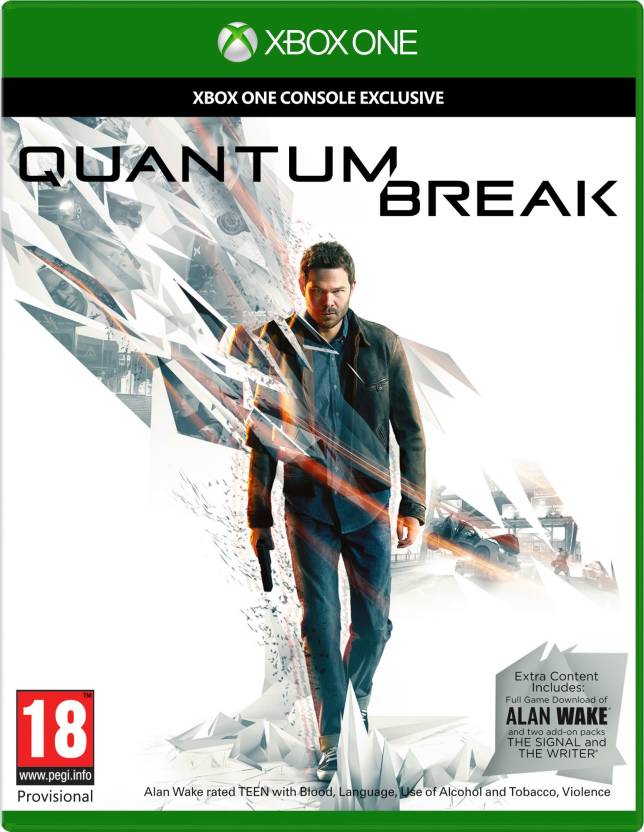 XBOX ONE
XBOX ONE CONSOLE EXCLUSIVE
QUANTUM
BREAK
Extra Content
Includes:
Full Game Download of
ALAN WAKE
and two add-on packs
THE SIGNAL and
THE WRITER
18
TM
www.pegi.info
Provisional
Alan Wake rated TEEN with Blood, Language, Use of Alcohol and Tobacco, Violence